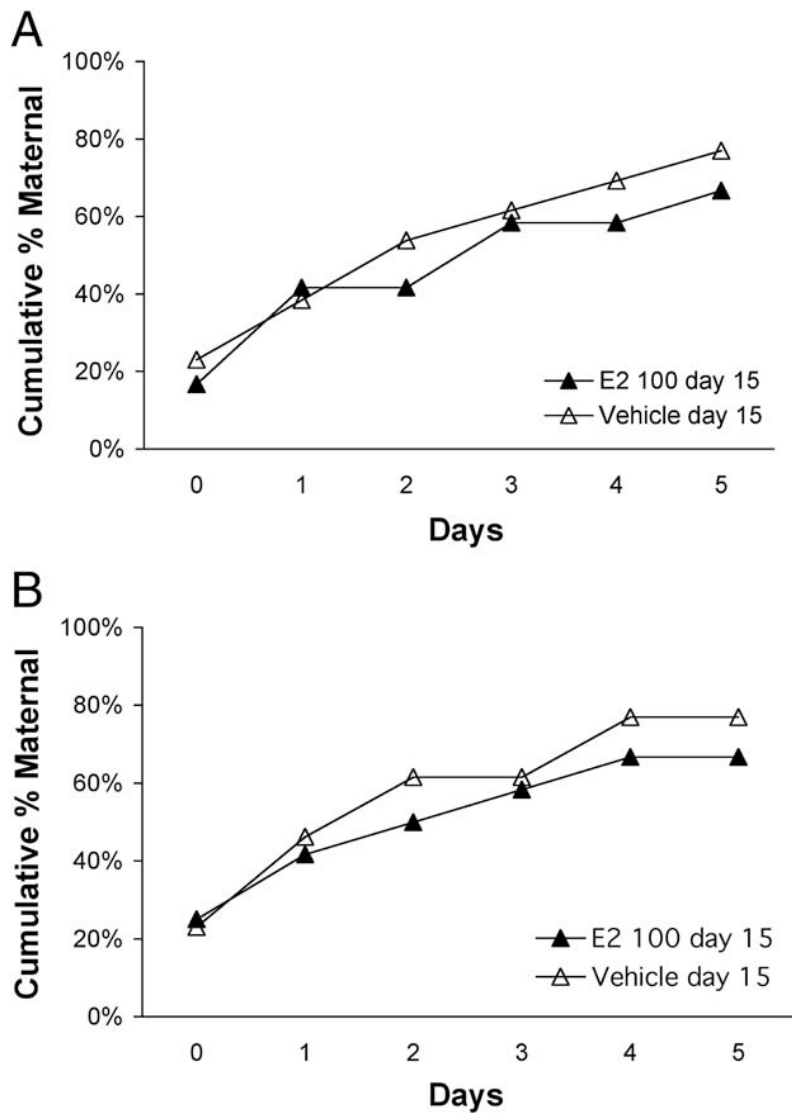 A
100%
80%
60%
40%
20%
0%
Cumulative % Maternal
E2 100 day 15
Vehicle day 15
0 1 2 3 4 5
Days
B
100%
80%
60%
40%
20%
0%
Cumulative % Maternal
E2 100 day 15
Vehicle day 15
0 1 2 3 4 5
Days